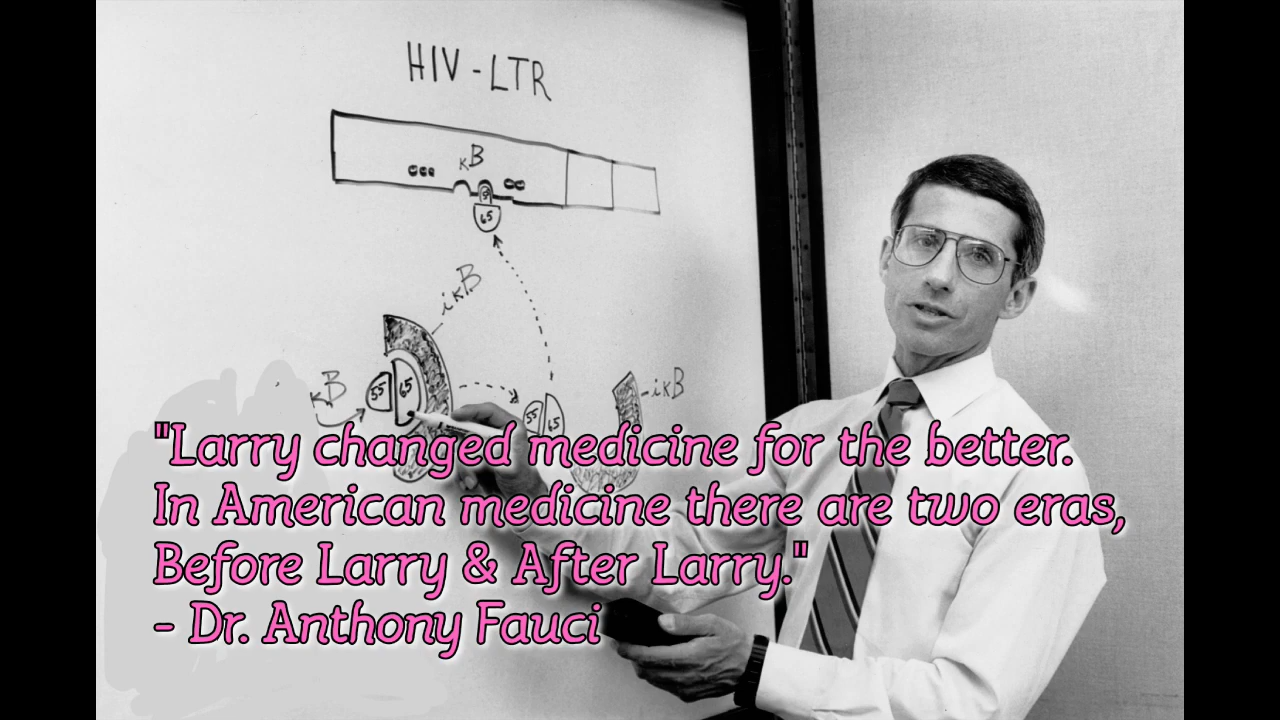 HIV-LTR
κB
65
iκB
κB
55
65
55
65
iκB
"Larry changed medicine for the better.
In American medicine there are two eras,
Before Larry & After Larry."
- Dr. Anthony Fauci